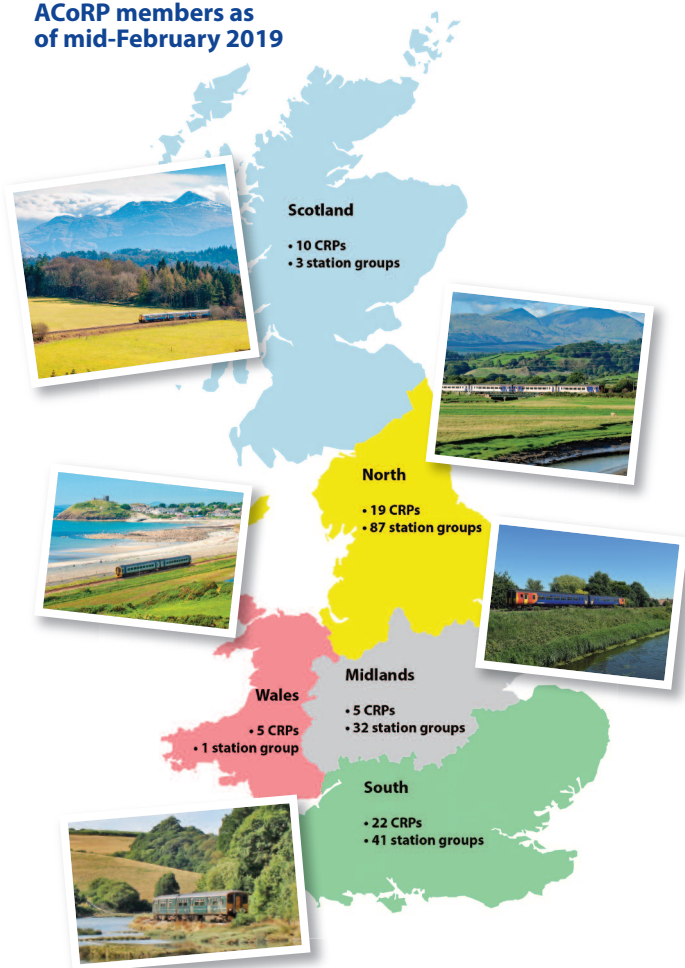 ACoRP members as
of mid-February 2019
Scotland
• 10 CRPs
• 3 station groups
North
• 19 CRPs
• 87 station groups
Midlands
• 5 CRPs
• 32 station groups
Wales
• 5 CRPs
• 1 station group
South
• 22 CRPs
• 41 station groups